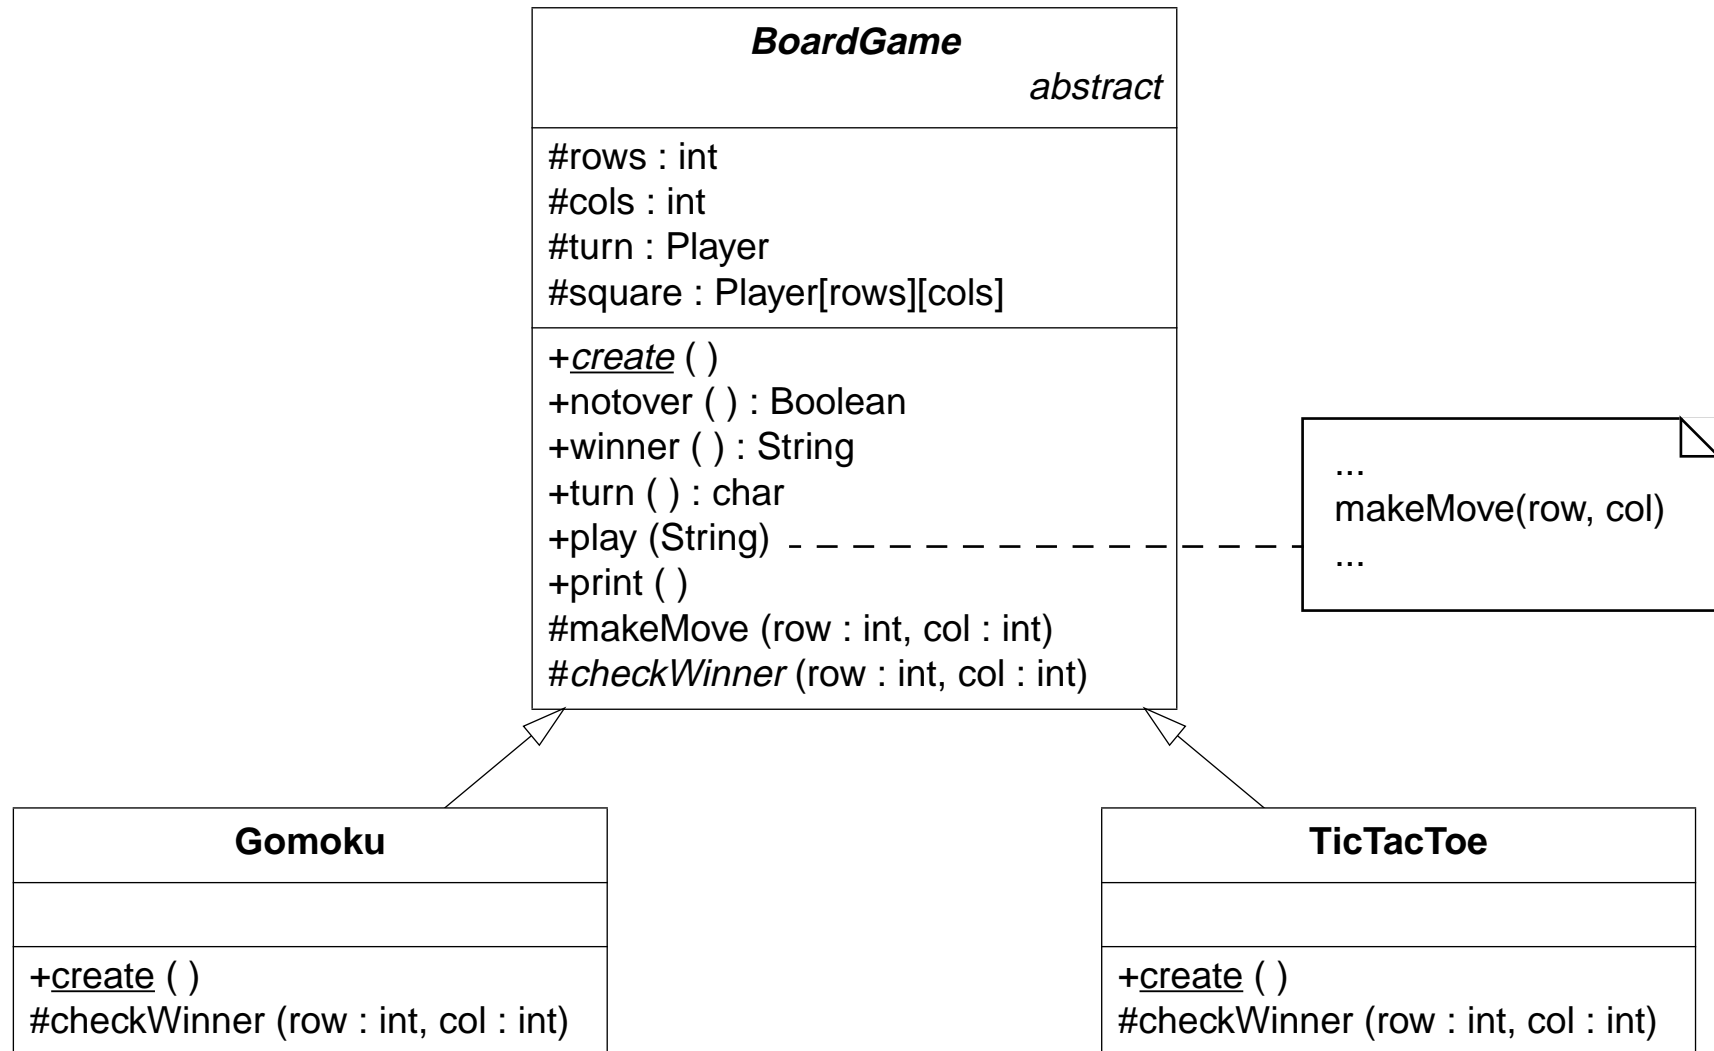 BoardGame
abstract
#rows : int
#cols : int
#turn : Player
#square : Player[rows][cols]
+create ( )
+notover ( ) : Boolean
+winner ( ) : String
+turn ( ) : char
+play (String)
+print ( )
#makeMove (row : int, col : int)
#checkWinner (row : int, col : int)
...
makeMove(row, col)
...
Gomoku
+create ( )
#checkWinner (row : int, col : int)
TicTacToe
+create ( )
#checkWinner (row : int, col : int)